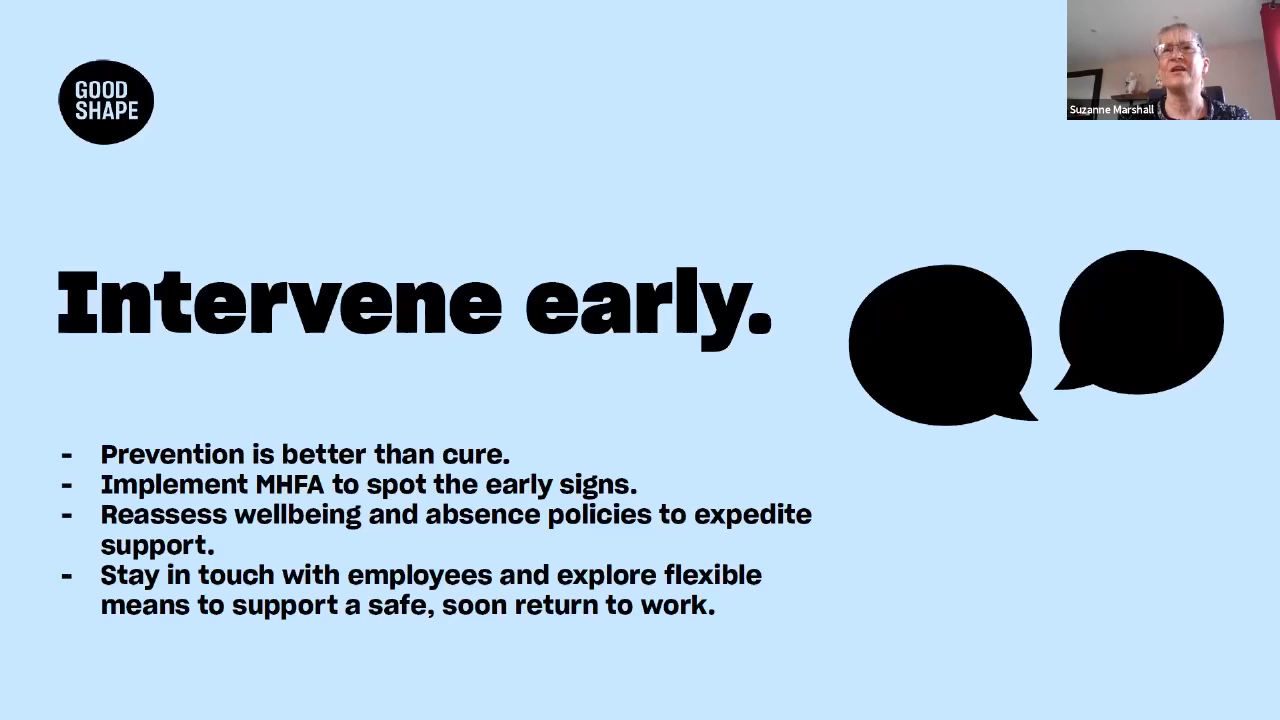 GOOD
SHAPE
Suzanne Marshall
Intervene early.
- Prevention is better than cure.
- Implement MHFA to spot the early signs.
- Reassess wellbeing and absence policies to expedite
support.
- Stay in touch with employees and explore flexible
means to support a safe, soon return to work.